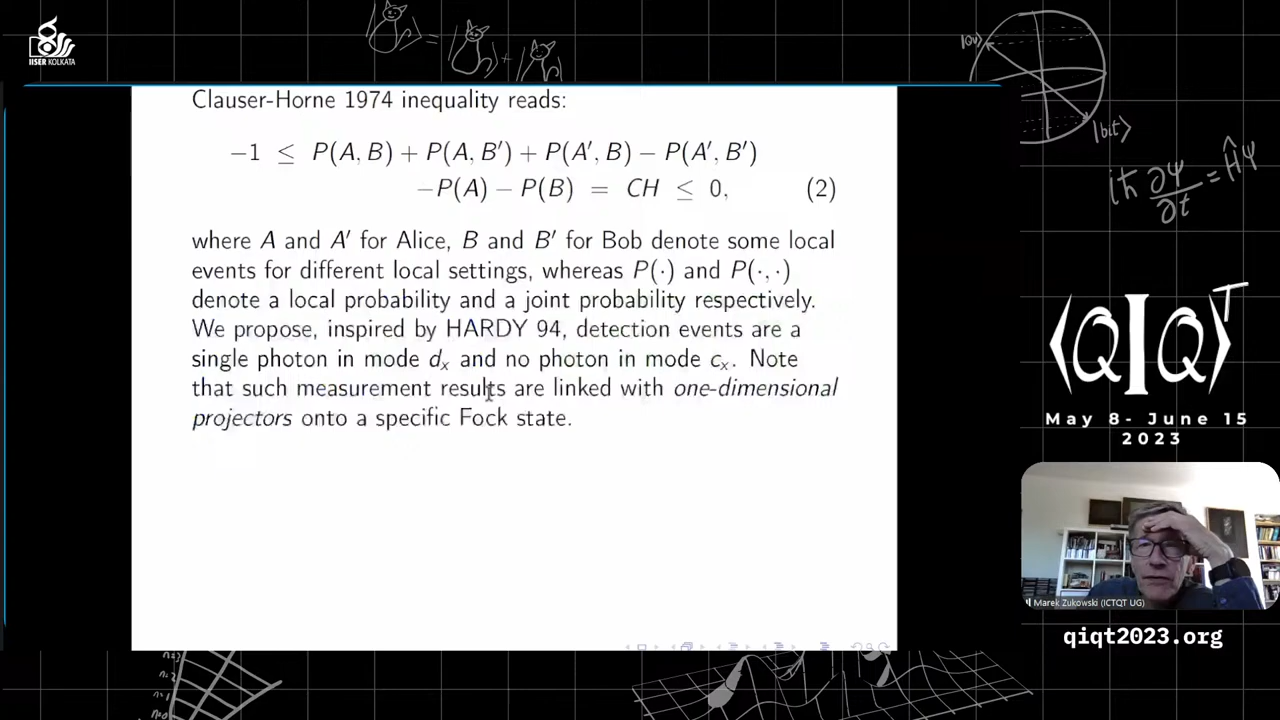 IISER KOLKATA
Clauser-Horne 1974 inequality reads:
−1 ≤ P(A, B) + P(A, B′) + P(A′, B) − P(A′, B′)
−P(A) − P(B) = CH ≤ 0, (2)
where A and A′ for Alice, B and B′ for Bob denote some local
events for different local settings, whereas P(·) and P(·, ·)
denote a local probability and a joint probability respectively.
We propose, inspired by HARDY 94, detection events are a
single photon in mode dₓ and no photon in mode cₓ. Note
that such measurement results are linked with one-dimensional
projectors onto a specific Fock state.
iħ ∂ψ/∂t = Ĥψ
⟨QIQ⟩T
May 8- June 15
2023
Marek Zukowski (ICTQT UG)
qiqt2023.org